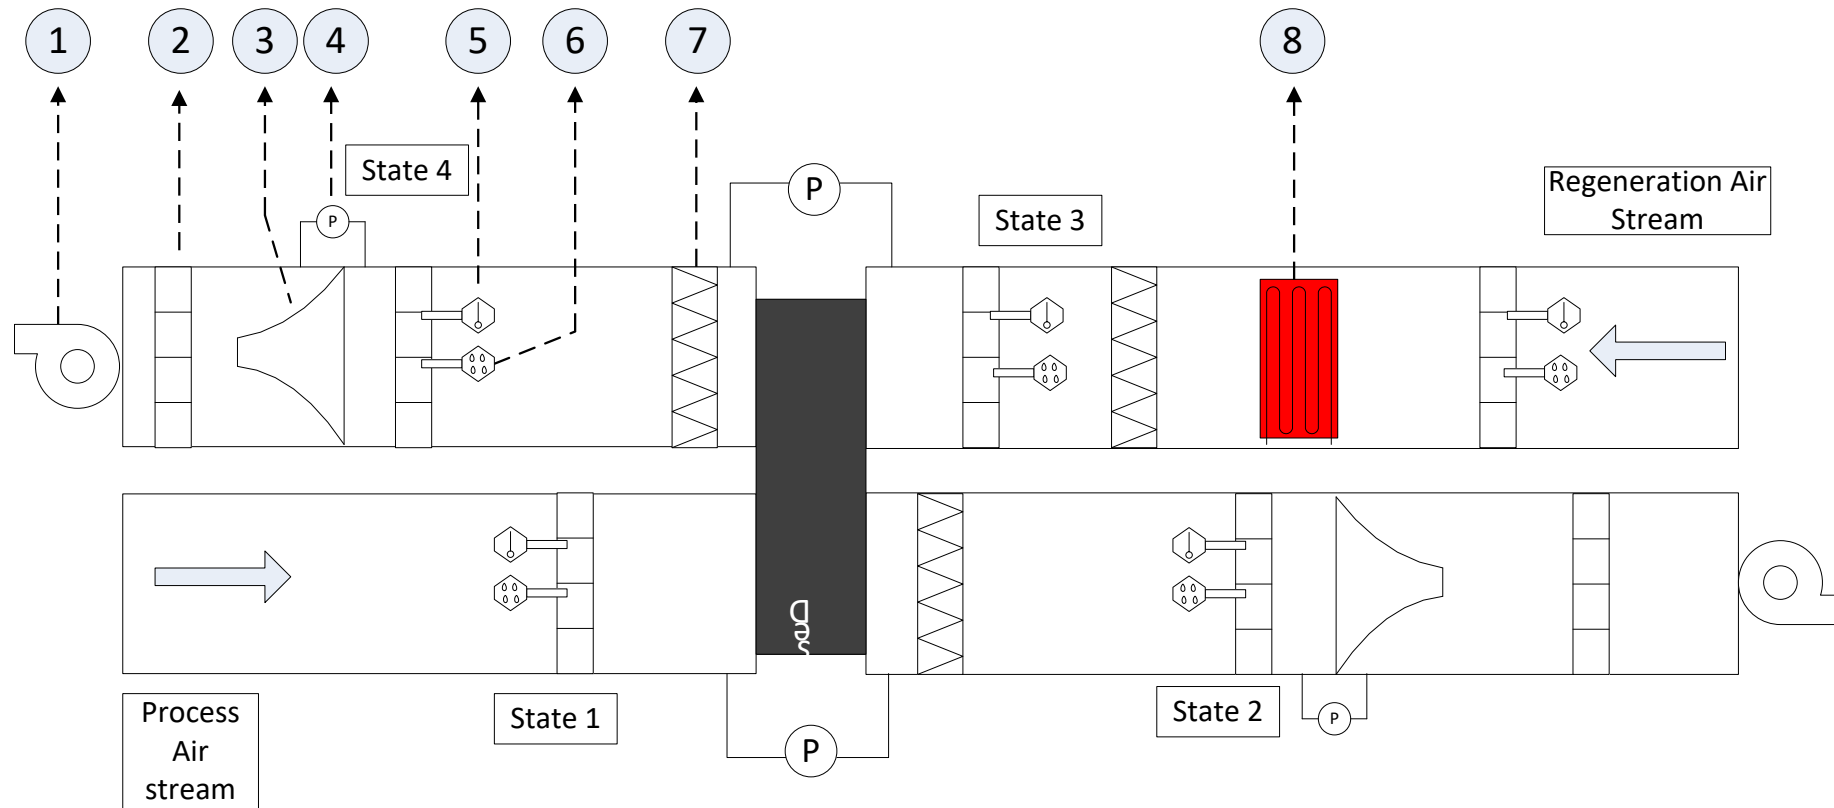 1 2 3 4 5 6 7 8
State 4
P
P
State 3
Regeneration Air
Stream
Des
Process
Air
stream
State 1
P
State 2
P